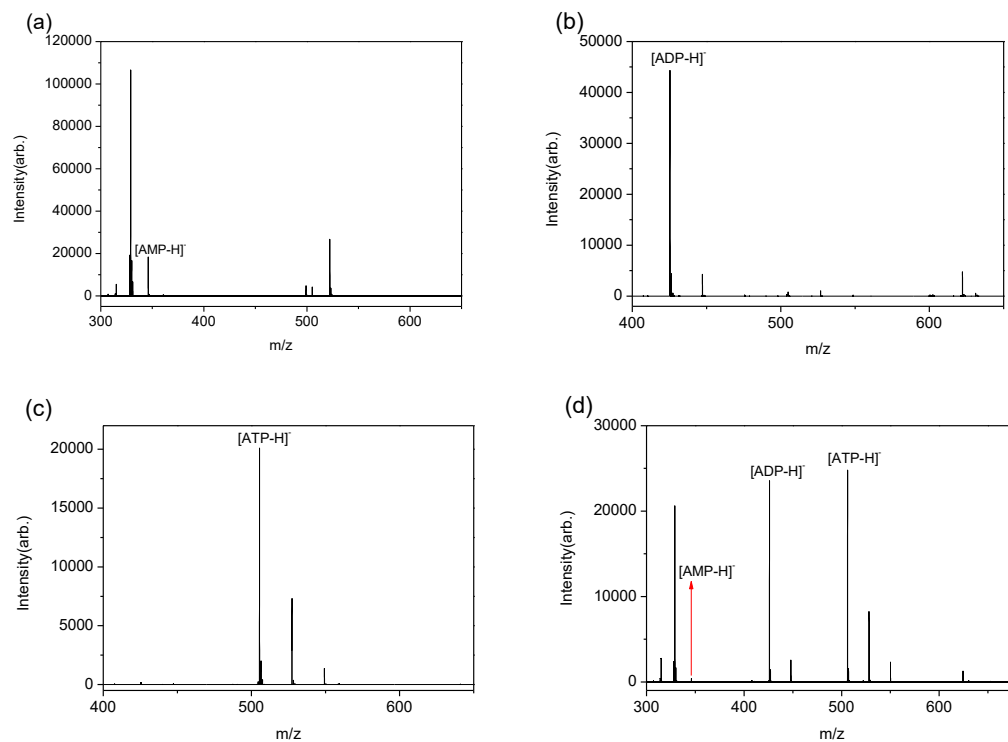 (a)
120000
100000
80000
60000
40000
20000
0
Intensity(arb.)
[AMP-H]⁻
300 400 500 600
m/z
(b)
50000
40000
30000
20000
10000
0
Intensity(arb.)
[ADP-H]⁻
400 500 600
m/z
(c)
20000
15000
10000
5000
0
Intensity(arb.)
[ATP-H]⁻
400 500 600
m/z
(d)
30000
20000
10000
0
Intensity(arb.)
[ADP-H]⁻ [ATP-H]⁻
[AMP-H]⁻
300 400 500 600
m/z